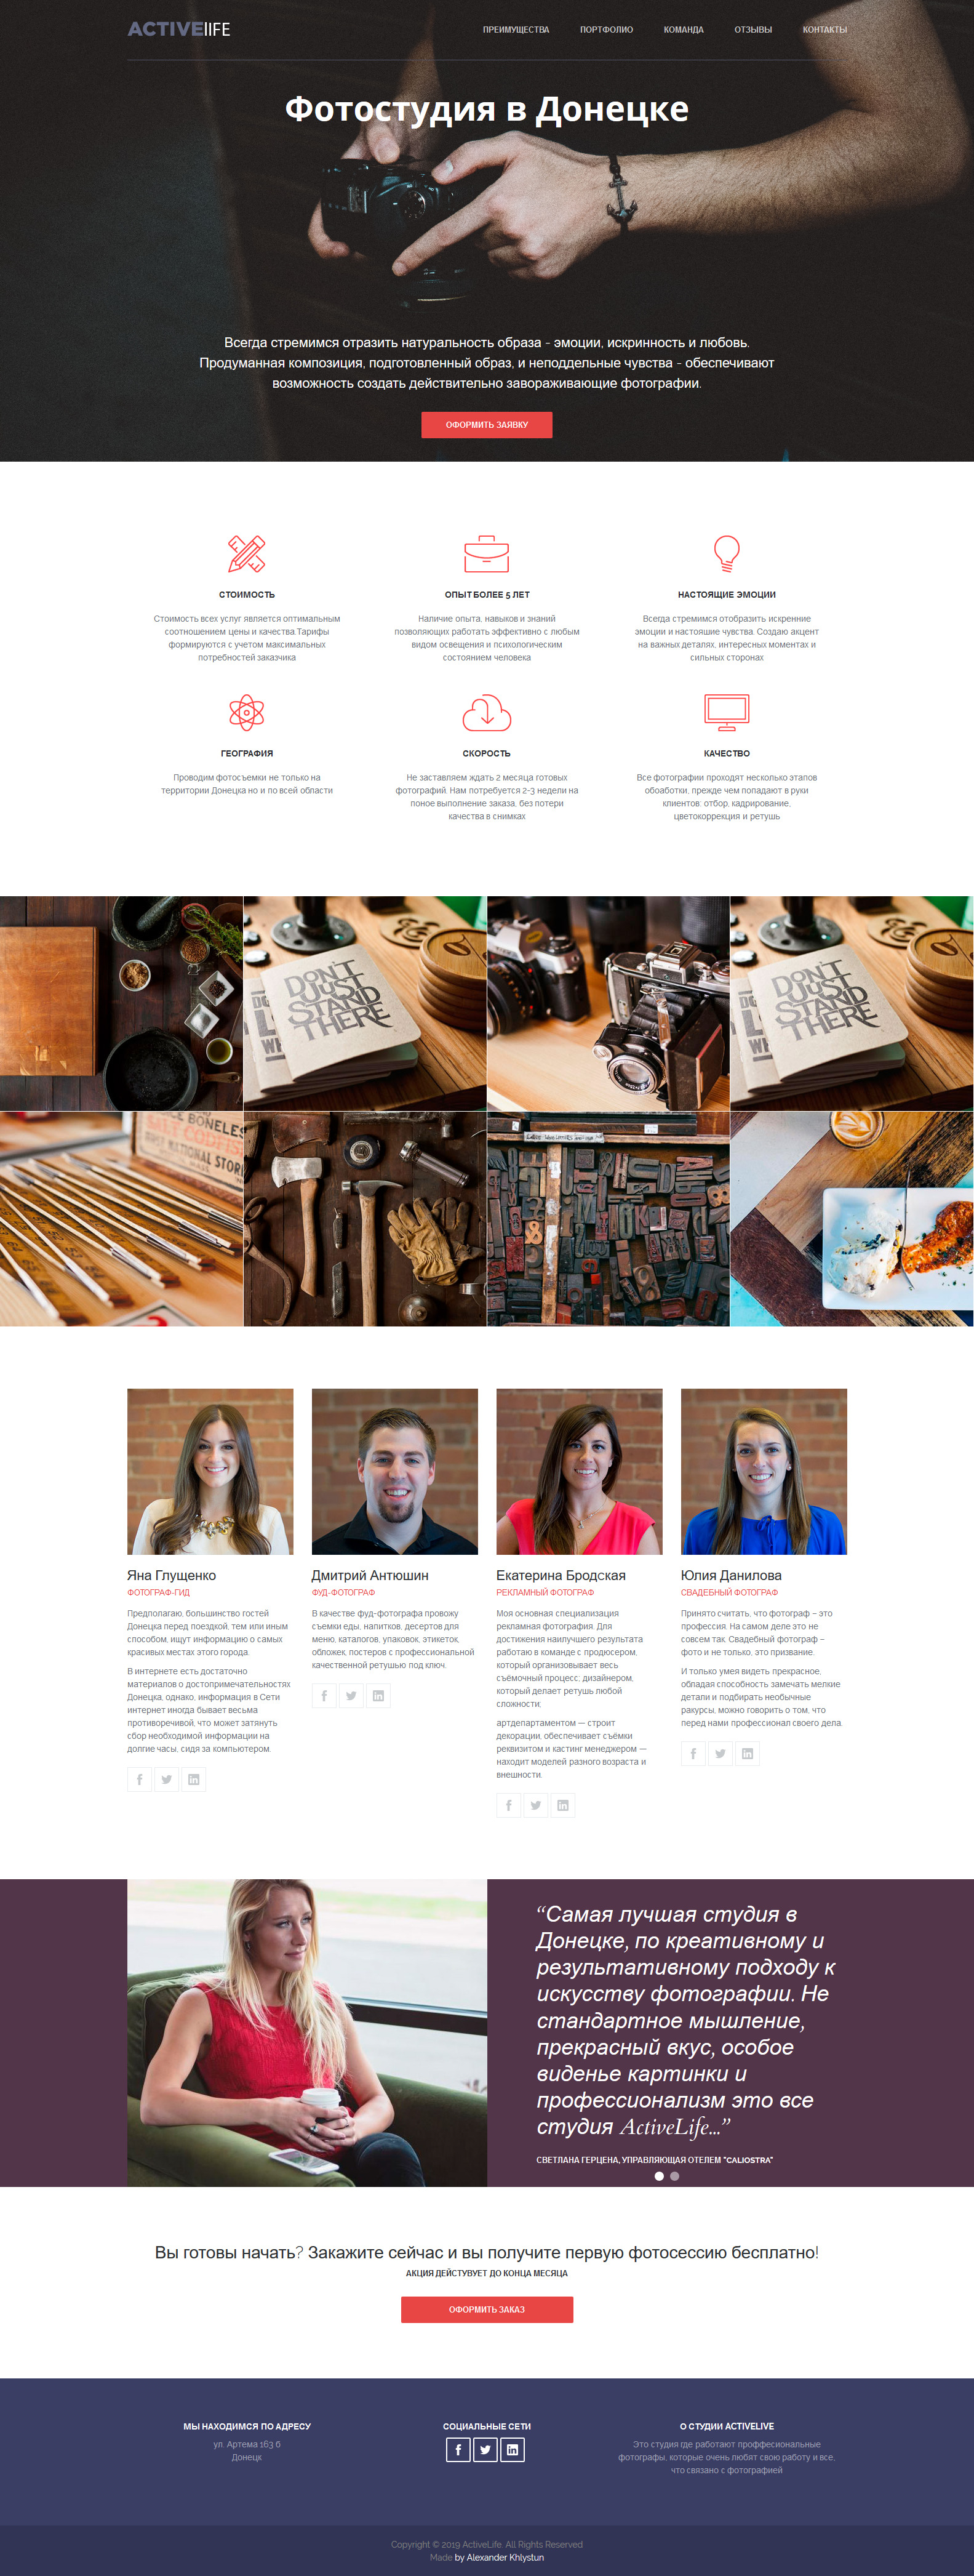 ACTIVElIFE
ПРЕИМУЩЕСТВА ПОРТФОЛИО КОМАНДА ОТЗЫВЫ КОНТАКТЫ
Фотостудия в Донецке
Всегда стремимся отразить натуральность образа - эмоции, искринность и любовь.
Продуманная композиция, подготовленный образ, и неподдельные чувства - обеспечивают
возможность создать действительно завораживающие фотографии.
ОФОРМИТЬ ЗАЯВКУ
СТОИМОСТЬ
Стоимость всех услуг является оптимальным
соотношением цены и качества.Тарифы
формируются с учетом максимальных
потребностей заказчика
ОПЫТ БОЛЕЕ 5 ЛЕТ
Наличие опыта, навыков и знаний
позволяющих работать эффективно с любым
видом освещения и психологическим
состоянием человека
НАСТОЯЩИЕ ЭМОЦИИ
Всегда стремимся отобразить искренние
эмоции и настоящие чувства. Создаю акцент
на важных деталях, интересных моментах и
сильных сторонах
ГЕОГРАФИЯ
Проводим фотосъемки не только на
территории Донецка но и по всей области
СКОРОСТЬ
Не заставляем ждать 2 месяца готовых
фотографий. Нам потребуется 2-3 недели на
поное выполнение заказа, без потери
качества в снимках
КАЧЕСТВО
Все фотографии проходят несколько этапов
обоаботки, прежде чем попадают в руки
клиентов: отбор, кадрирование,
цветокоррекция и ретушь
DON'T
JUST
STAND
THERE
DON'T
JUST
STAND
THERE
Яна Глущенко
ФОТОГРАФ-ГИД
Предполагаю, большинство гостей
Донецка перед поездкой, тем или иным
способом, ищут информацию о самых
красивых местах этого города.
В интернете есть достаточно
материалов о достопримечательностях
Донецка, однако, информация в Сети
интернет иногда бывает весьма
противоречивой, что может затянуть
сбор необходимой информации на
долгие часы, сидя за компьютером.
Дмитрий Антюшин
ФУД-ФОТОГРАФ
В качестве фуд-фотографа провожу
съемки еды, напитков, десертов для
меню, каталогов, упаковок, этикеток,
обложек, постеров с профессиональной
качественной ретушью под ключ.
Екатерина Бродская
РЕКЛАМНЫЙ ФОТОГРАФ
Моя основная специализация
рекламная фотография. Для
достижения наилучшего результата
работаю в команде с продюсером,
который организовывает весь
съёмочный процесс; дизайнером,
который делает ретушь любой
сложности;
артдепартаментом — строит
декорации, обеспечивает съёмки
реквизитом и кастинг менеджером —
находит моделей разного возраста и
внешности.
Юлия Данилова
СВАДЕБНЫЙ ФОТОГРАФ
Принято считать, что фотограф – это
профессия. На самом деле это не
совсем так. Свадебный фотограф –
фото и не только, это призвание.
И только умея видеть прекрасное,
обладая способность замечать мелкие
детали и подбирать необычные
ракурсы, можно говорить о том, что
перед нами профессионал своего дела.
“Самая лучшая студия в
Донецке, по креативному и
результативному подходу к
искусству фотографии. Не
стандартное мышление,
прекрасный вкус, особое
виденье картинки и
профессионализм это все
студия ActiveLife...”
СВЕТЛАНА ГЕРЦЕНА, УПРАВЛЯЮЩАЯ ОТЕЛЕМ "CALIOSTRA"
Вы готовы начать? Закажите сейчас и вы получите первую фотосессию бесплатно!
АКЦИЯ ДЕЙСТУВУЕТ ДО КОНЦА МЕСЯЦА
ОФОРМИТЬ ЗАКАЗ
МЫ НАХОДИМСЯ ПО АДРЕСУ
ул. Артема 163 б
Донецк
СОЦИАЛЬНЫЕ СЕТИ
О СТУДИИ ACTIVELIVE
Это студия где работают проффесиональные
фотографы, которые очень любят свою работу и все,
что связано с фотографией
Copyright © 2019 ActiveLife. All Rights Reserved
Made by Alexander Khlystun